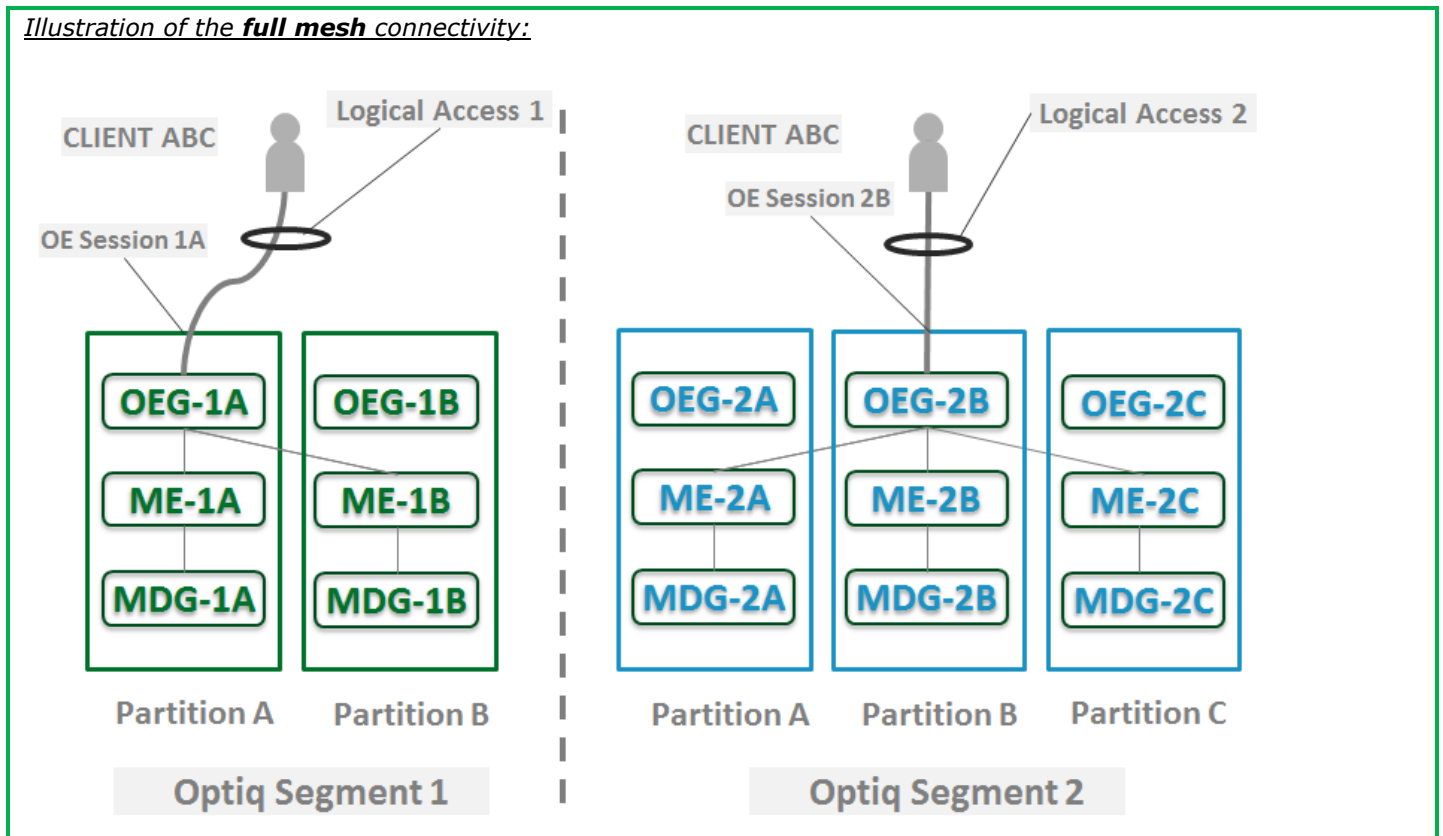 Illustration of the full mesh connectivity:
Logical Access 1
CLIENT ABC
OE Session 1A
OEG-1A
OEG-1B
ME-1A
ME-1B
MDG-1A
MDG-1B
Partition A
Partition B
Optiq Segment 1
Logical Access 2
CLIENT ABC
OE Session 2B
OEG-2A
OEG-2B
OEG-2C
ME-2A
ME-2B
ME-2C
MDG-2A
MDG-2B
MDG-2C
Partition A
Partition B
Partition C
Optiq Segment 2